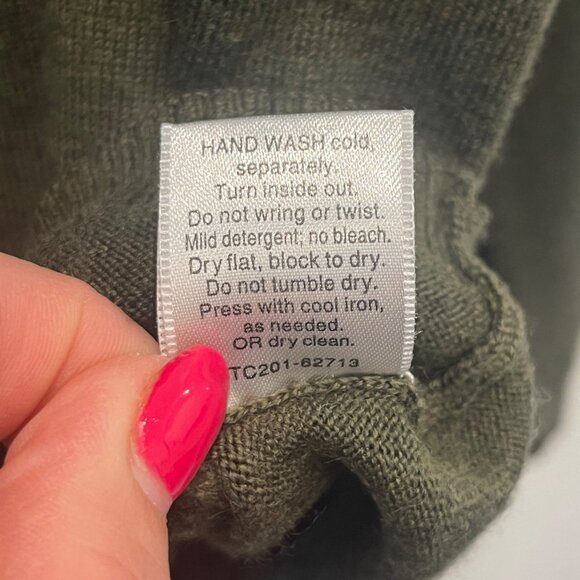 HAND WASH cold,
separately.
Turn inside out.
Do not wring or twist.
Mild detergent; no bleach.
Dry flat, block to dry.
Do not tumble dry.
Press with cool iron,
as needed.
OR dry clean.
TC201-62713